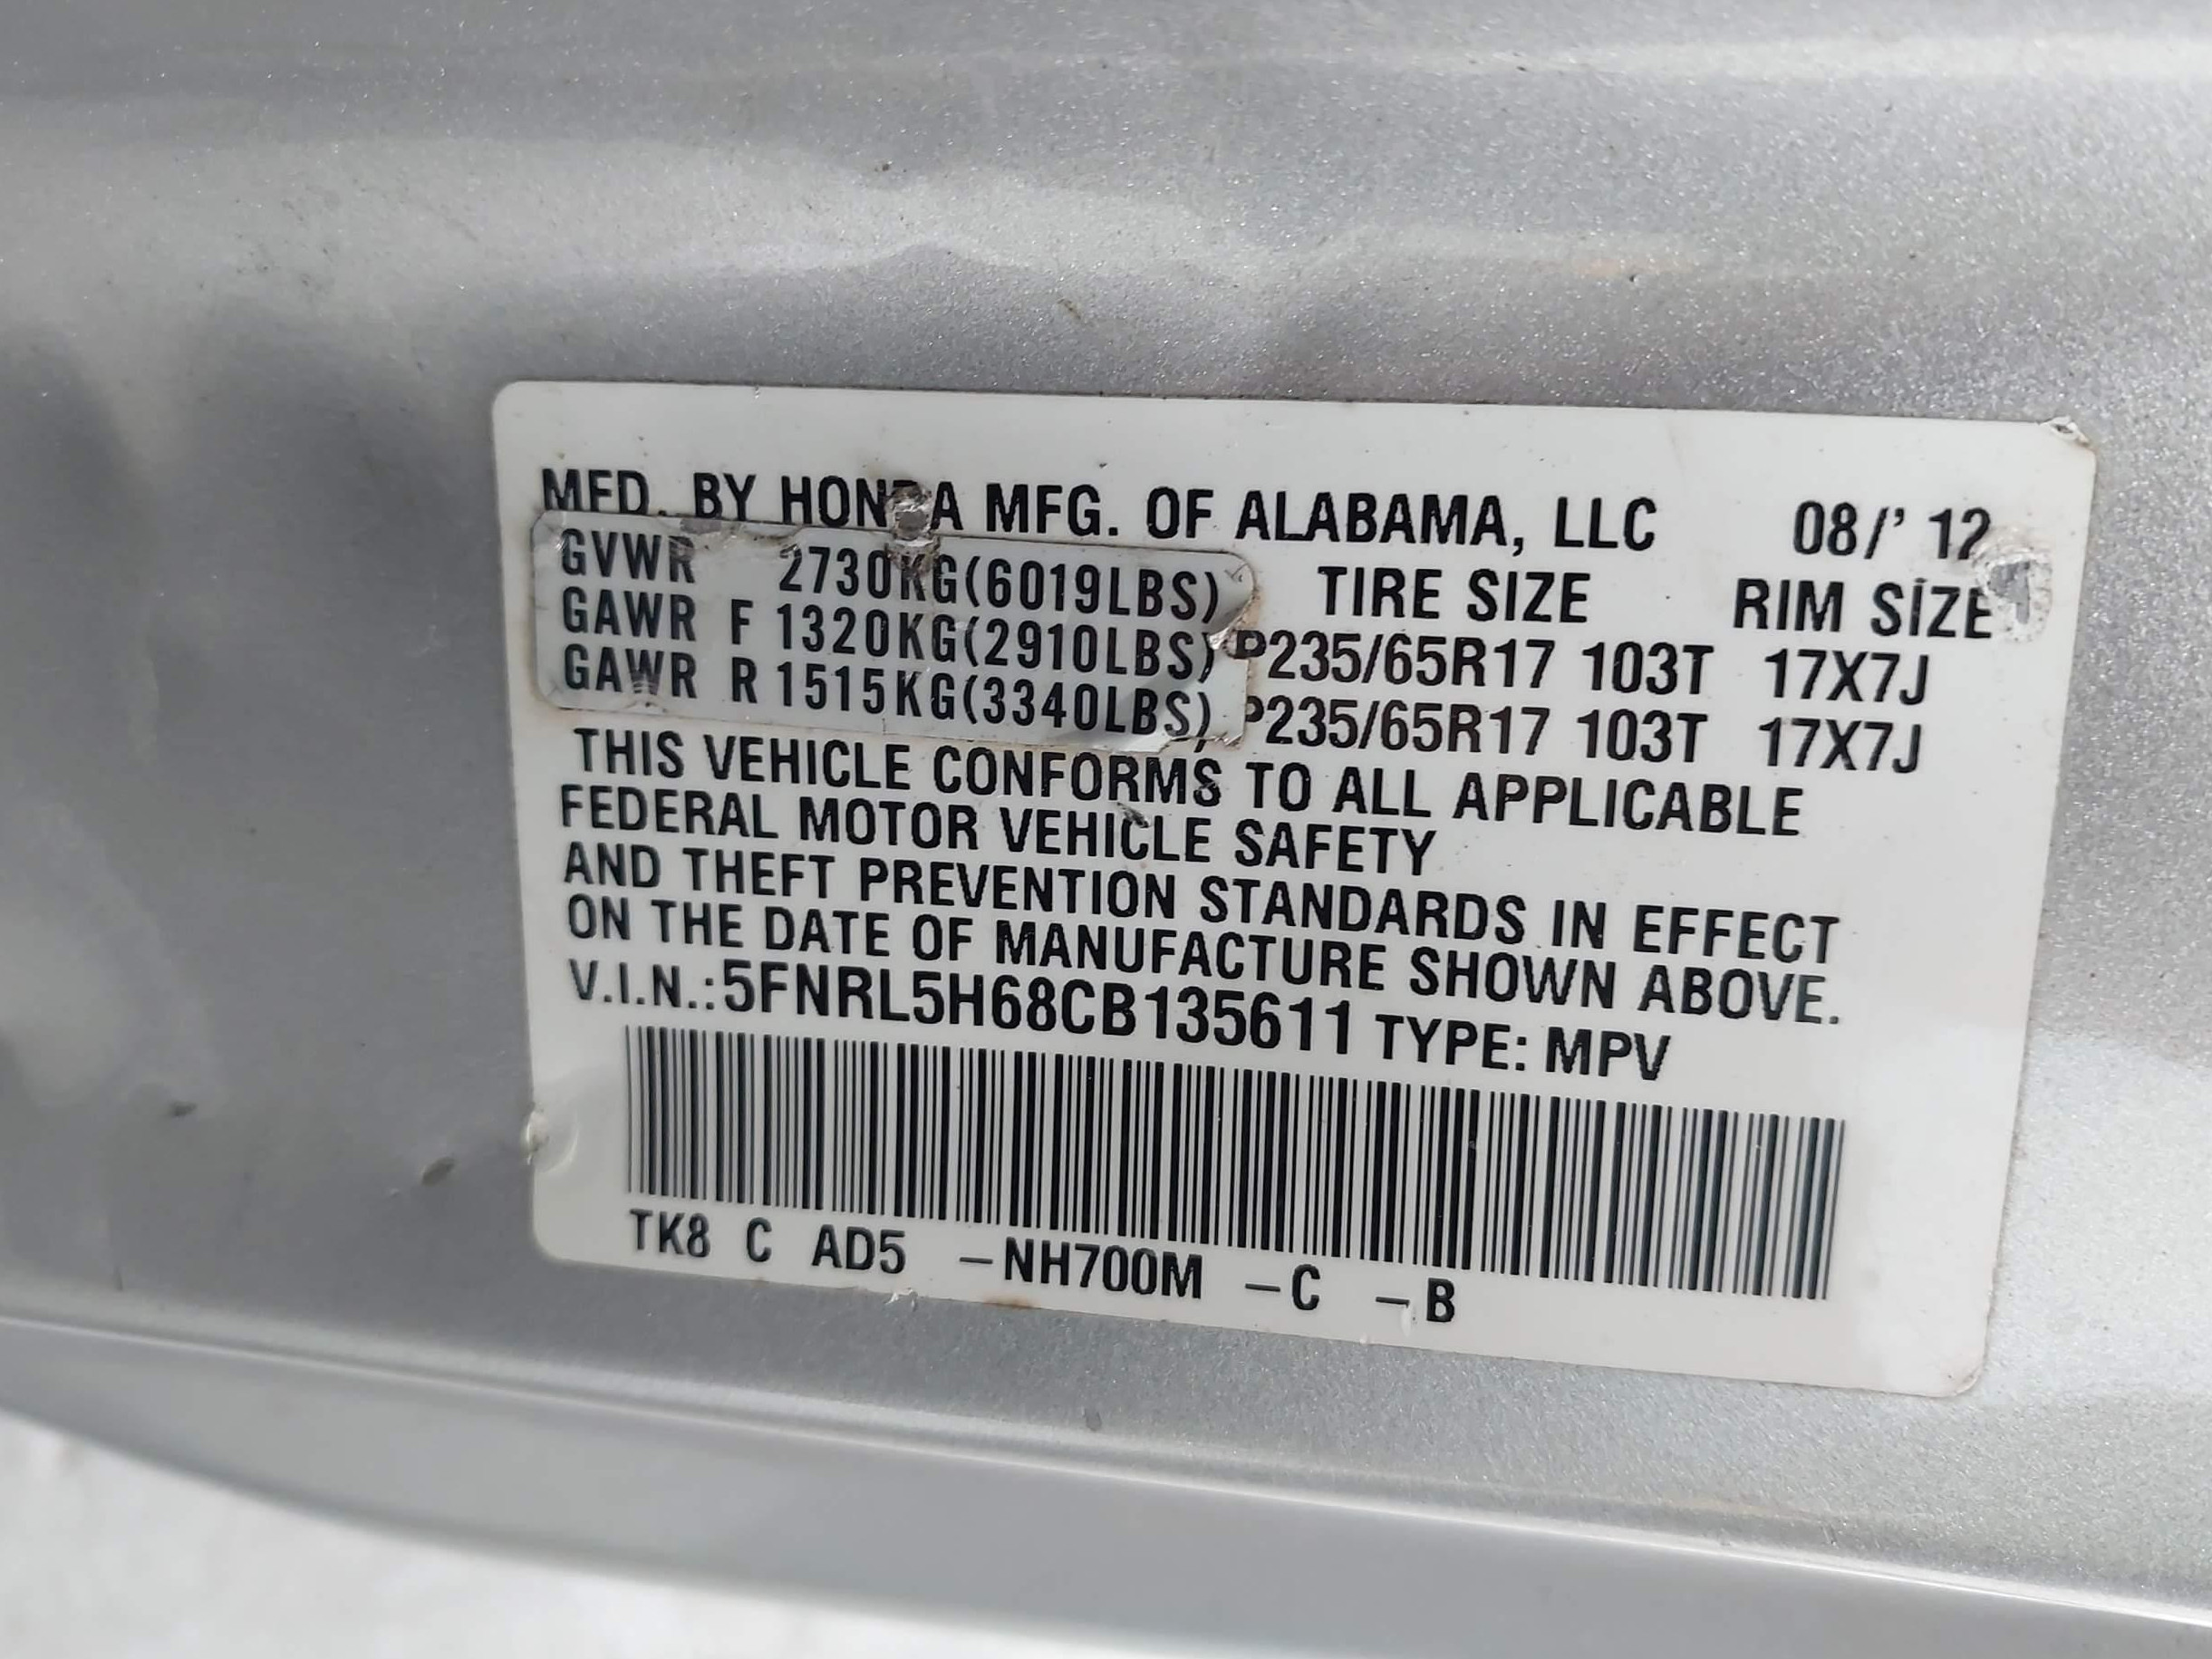 MFD. BY HONDA MFG. OF ALABAMA, LLC 08/' 12
GVWR 2730KG(6019LBS) TIRE SIZE RIM SIZE
GAWR F 1320KG(2910LBS) P235/65R17 103T 17X7J
GAWR R 1515KG(3340LBS) P235/65R17 103T 17X7J
THIS VEHICLE CONFORMS TO ALL APPLICABLE
FEDERAL MOTOR VEHICLE SAFETY
AND THEFT PREVENTION STANDARDS IN EFFECT
ON THE DATE OF MANUFACTURE SHOWN ABOVE.
V.I.N.:5FNRL5H68CB135611 TYPE: MPV
TK8 C AD5 -NH700M -C -B